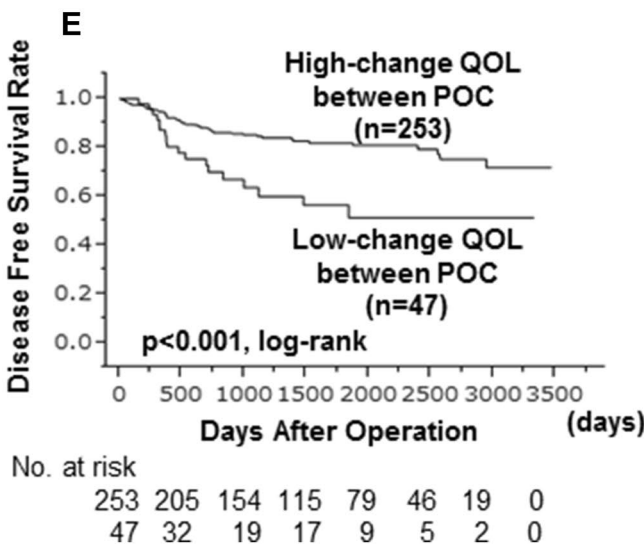 E
High-change QOL
between POC
(n=253)
Disease Free Survival Rate
1.0
0.8
0.6
0.4
0.2
0.0
Low-change QOL
between POC
(n=47)
p<0.001, log-rank
0 500 1000 1500 2000 2500 3000 3500
Days After Operation (days)
No. at risk
253 205 154 115 79 46 19 0
47 32 19 17 9 5 2 0